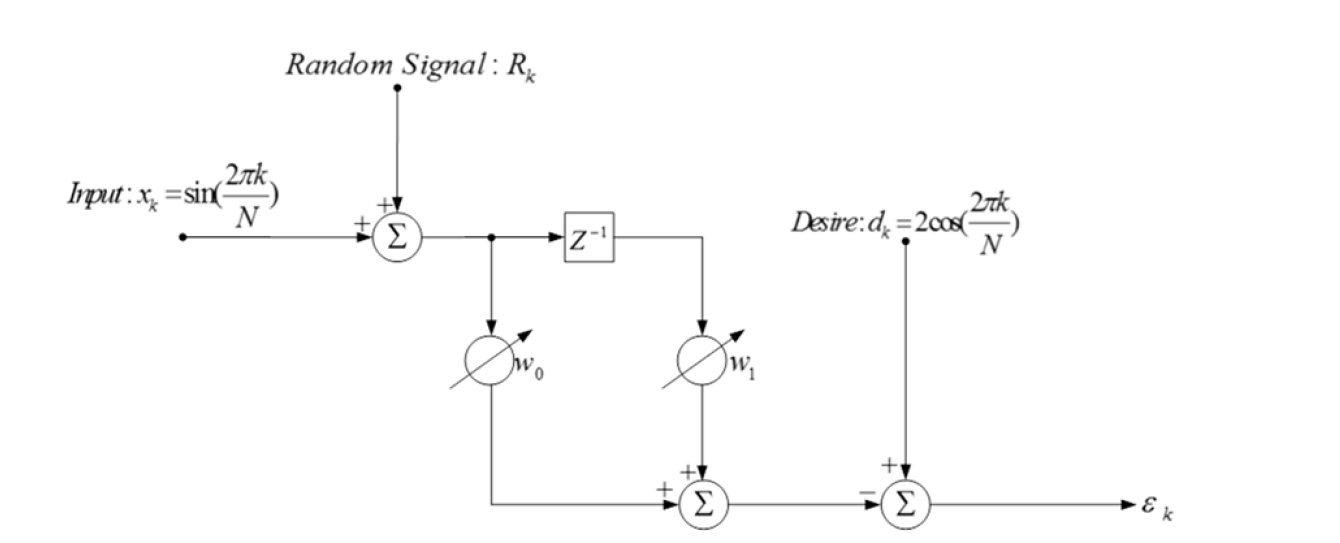 Random Signal : R_k
Input: x_k = sin(2πk/N)
+
+
Σ
Z^{-1}
Desire: d_k = 2cos(2πk/N)
w_0
w_1
+
+
Σ
+
−
Σ
ε_k